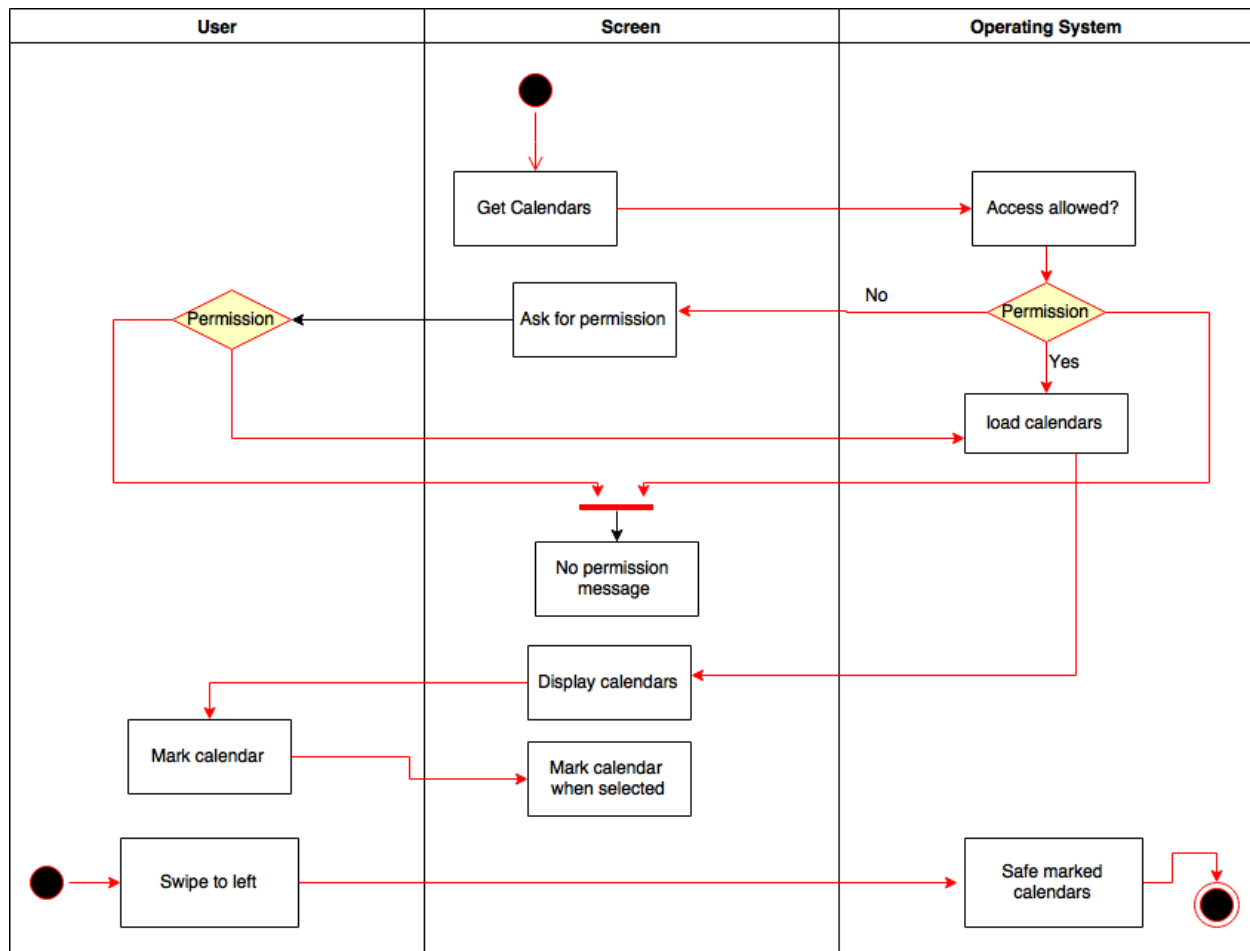 User
Screen
Operating System
Get Calendars
Access allowed?
No
Permission
Ask for permission
Permission
Yes
load calendars
No permission
message
Display calendars
Mark calendar
Mark calendar
when selected
Swipe to left
Safe marked
calendars